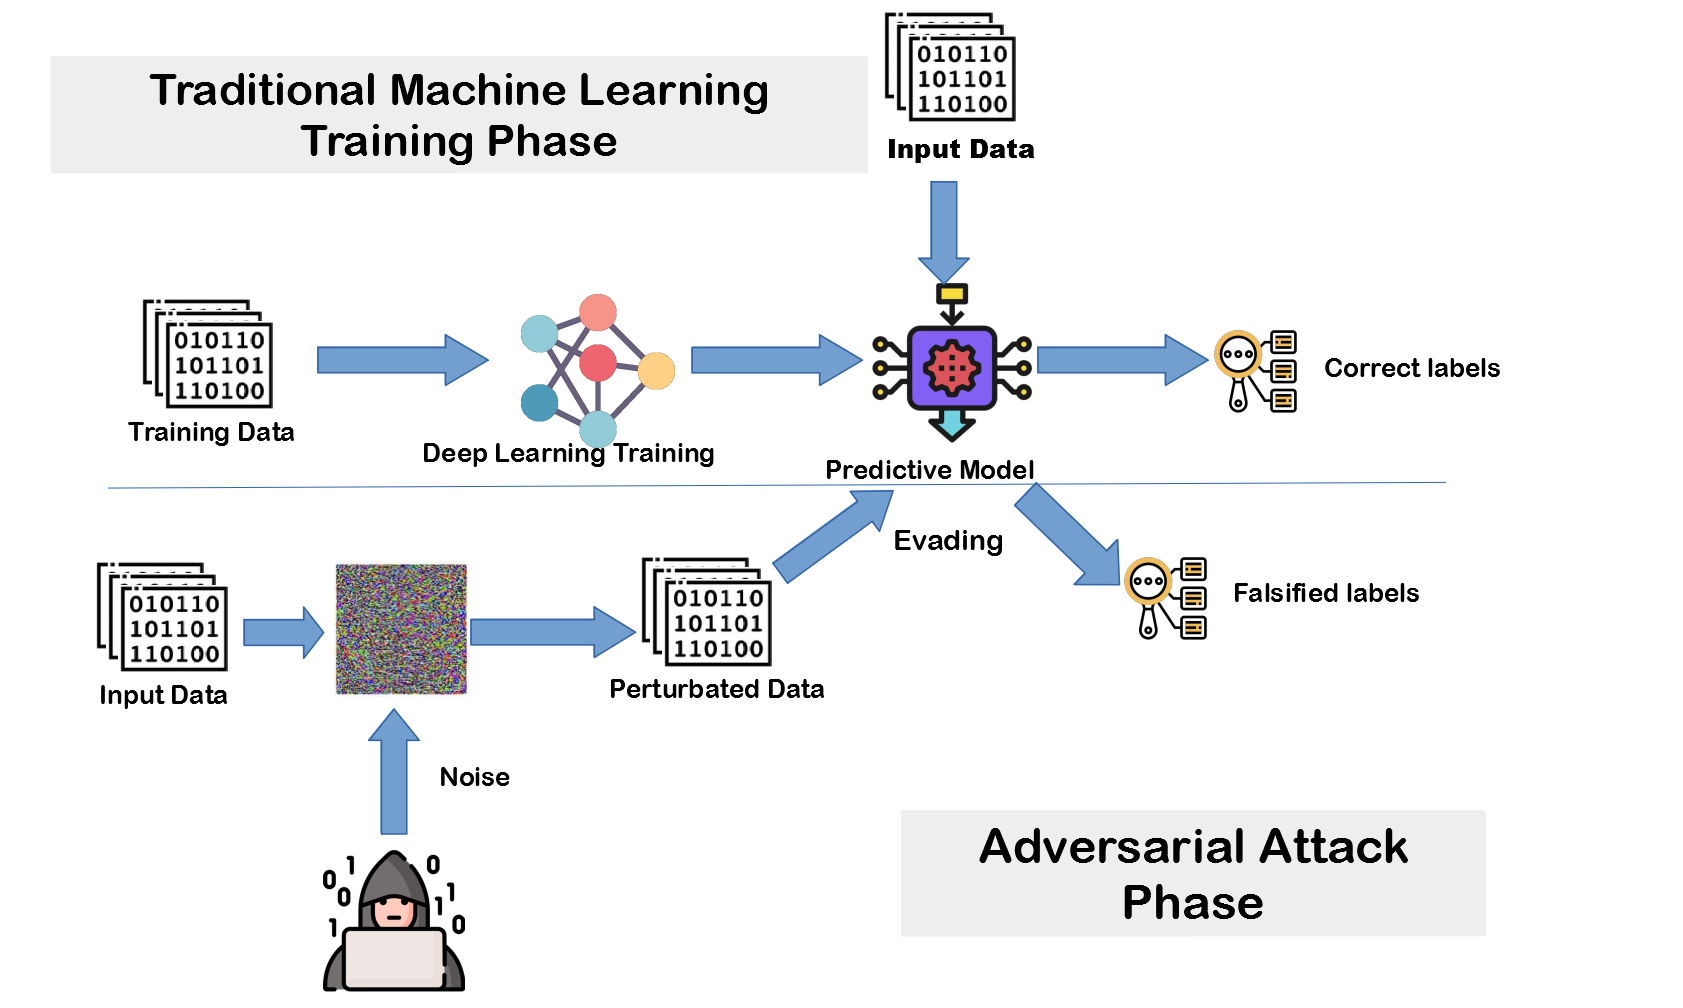 Traditional Machine Learning
Training Phase
010110
101101
110100
Input Data
010110
101101
110100
Training Data
Deep Learning Training
Predictive Model
Correct labels
Evading
010110
101101
110100
Input Data
010110
101101
110100
Perturbated Data
Falsified labels
Noise
0
1
0
0
1
1
1
0
Adversarial Attack
Phase